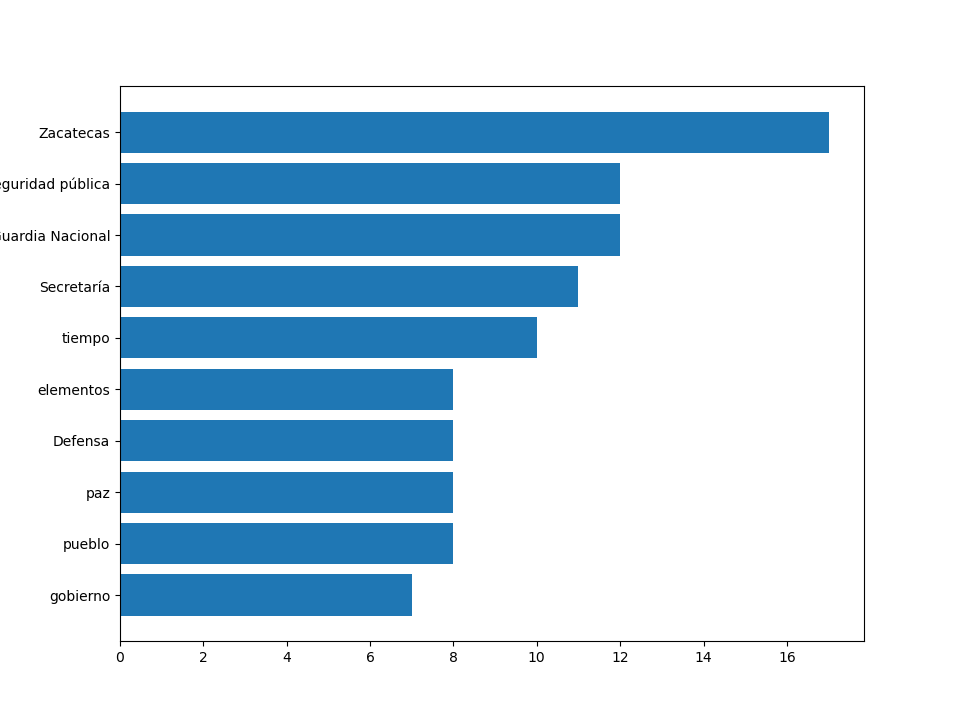 Zacatecas
eguridad pública
uardia Nacional
Secretaría
tiempo
elementos
Defensa
paz
pueblo
gobierno
0 2 4 6 8 10 12 14 16